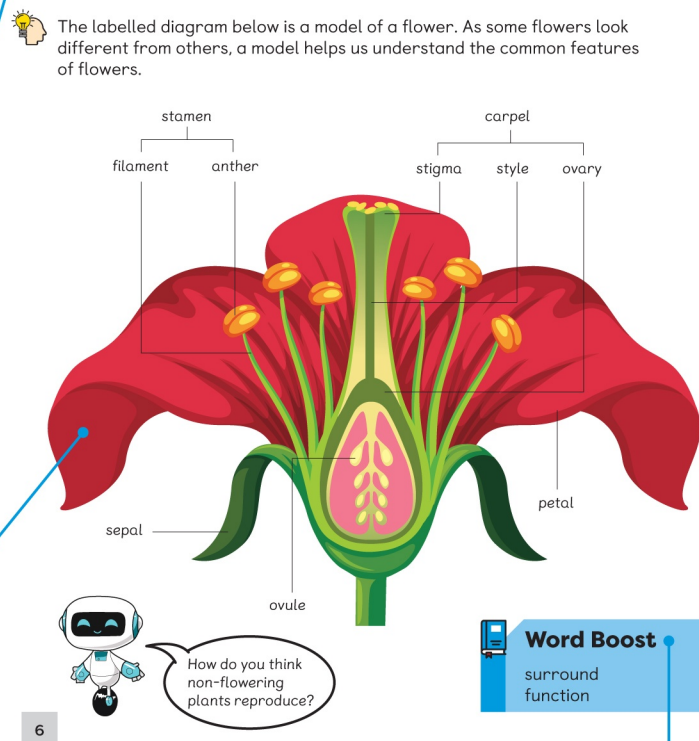 The labelled diagram below is a model of a flower. As some flowers look
different from others, a model helps us understand the common features
of flowers.
stamen
carpel
filament
anther
stigma
style
ovary
petal
sepal
ovule
How do you think
non-flowering
plants reproduce?
Word Boost
surround
function
6